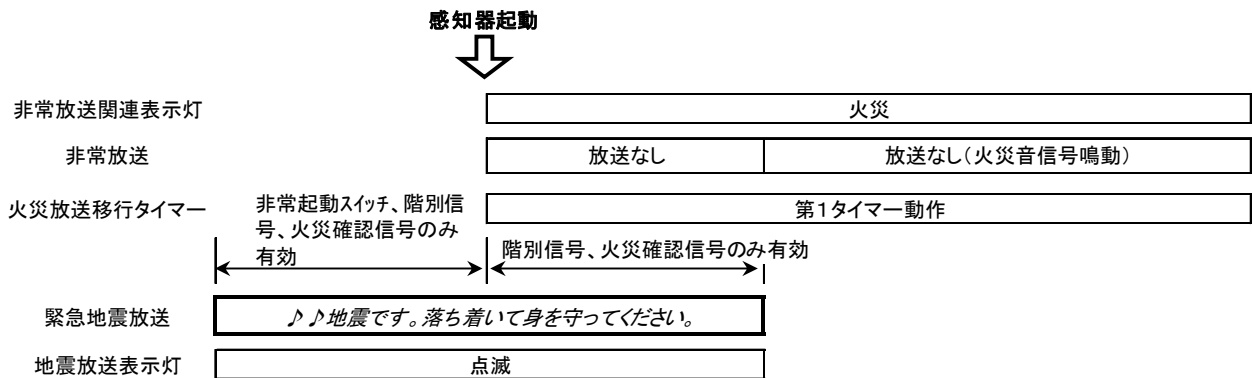 感知器起動
非常放送関連表示灯
火災
非常放送
放送なし
放送なし(火災音信号鳴動)
火災放送移行タイマー
非常起動スイッチ、階別信
号、火災確認信号のみ
有効
第1タイマー動作
階別信号、火災確認信号のみ有効
緊急地震放送
♪♪地震です。落ち着いて身を守ってください。
地震放送表示灯
点滅